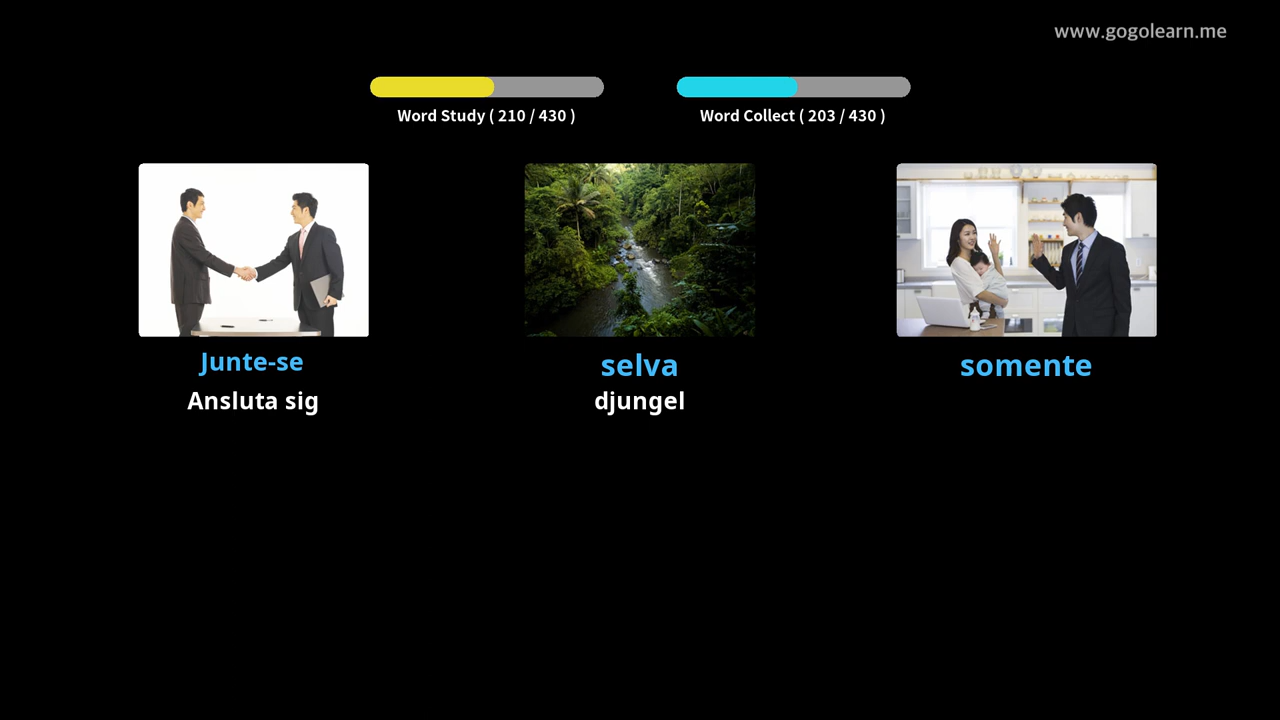 www.gogolearn.me
Word Study ( 210 / 430 )
Word Collect ( 203 / 430 )
Junte-se
Ansluta sig
selva
djungel
somente